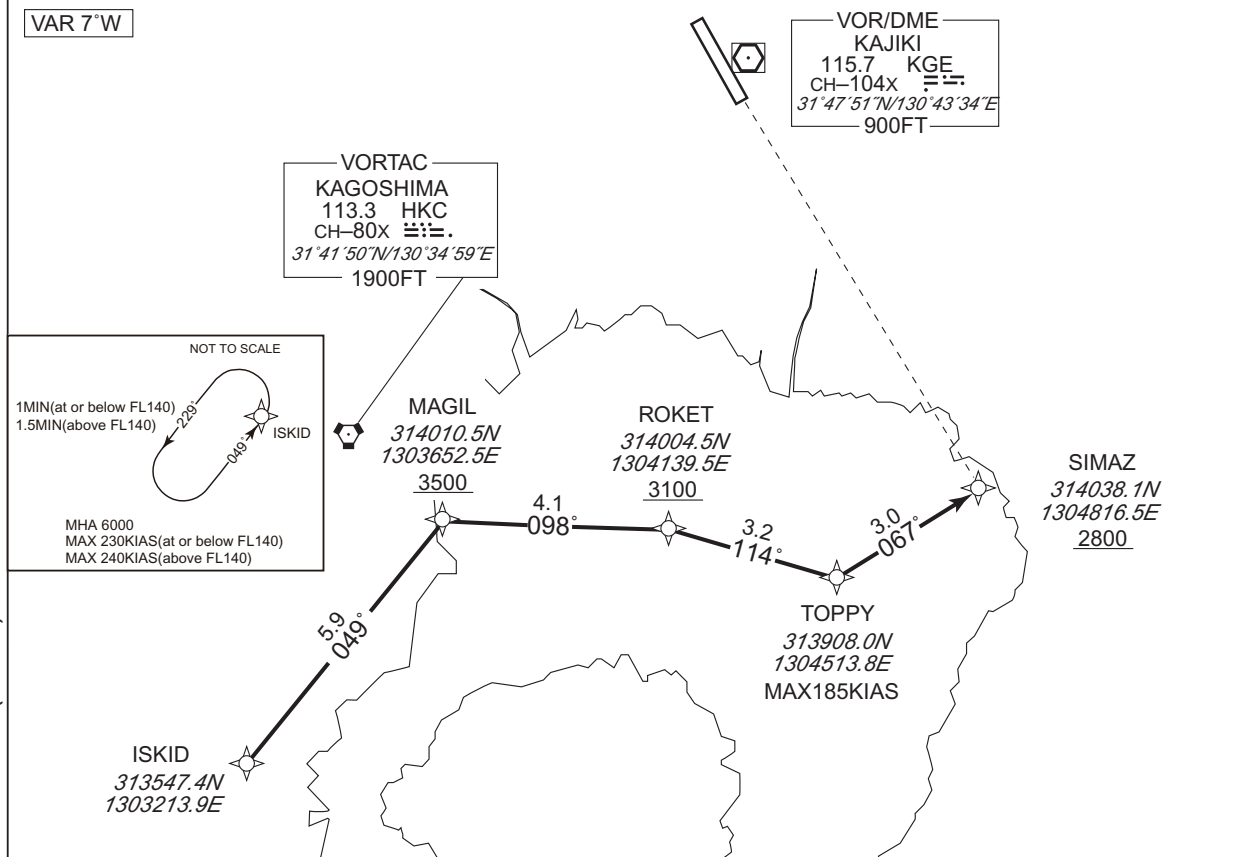 VAR 7˚W
VOR/DME
KAJIKI
115.7 KGE
CH–104X
31˚47´51˝N/130˚43´34˝E
900FT
VORTAC
KAGOSHIMA
113.3 HKC
CH–80X
31˚41´50˝N/130˚34´59˝E
1900FT
NOT TO SCALE
1MIN(at or below FL140)
1.5MIN(above FL140)
229˚
049˚
ISKID
MHA 6000
MAX 230KIAS(at or below FL140)
MAX 240KIAS(above FL140)
MAGIL
314010.5N
1303652.5E
3500
ROKET
314004.5N
1304139.5E
3100
SIMAZ
314038.1N
1304816.5E
2800
4.1
098˚
3.2
114˚
3.0
067˚
TOPPY
313908.0N
1304513.8E
MAX185KIAS
5.9
049˚
ISKID
313547.4N
1303213.9E